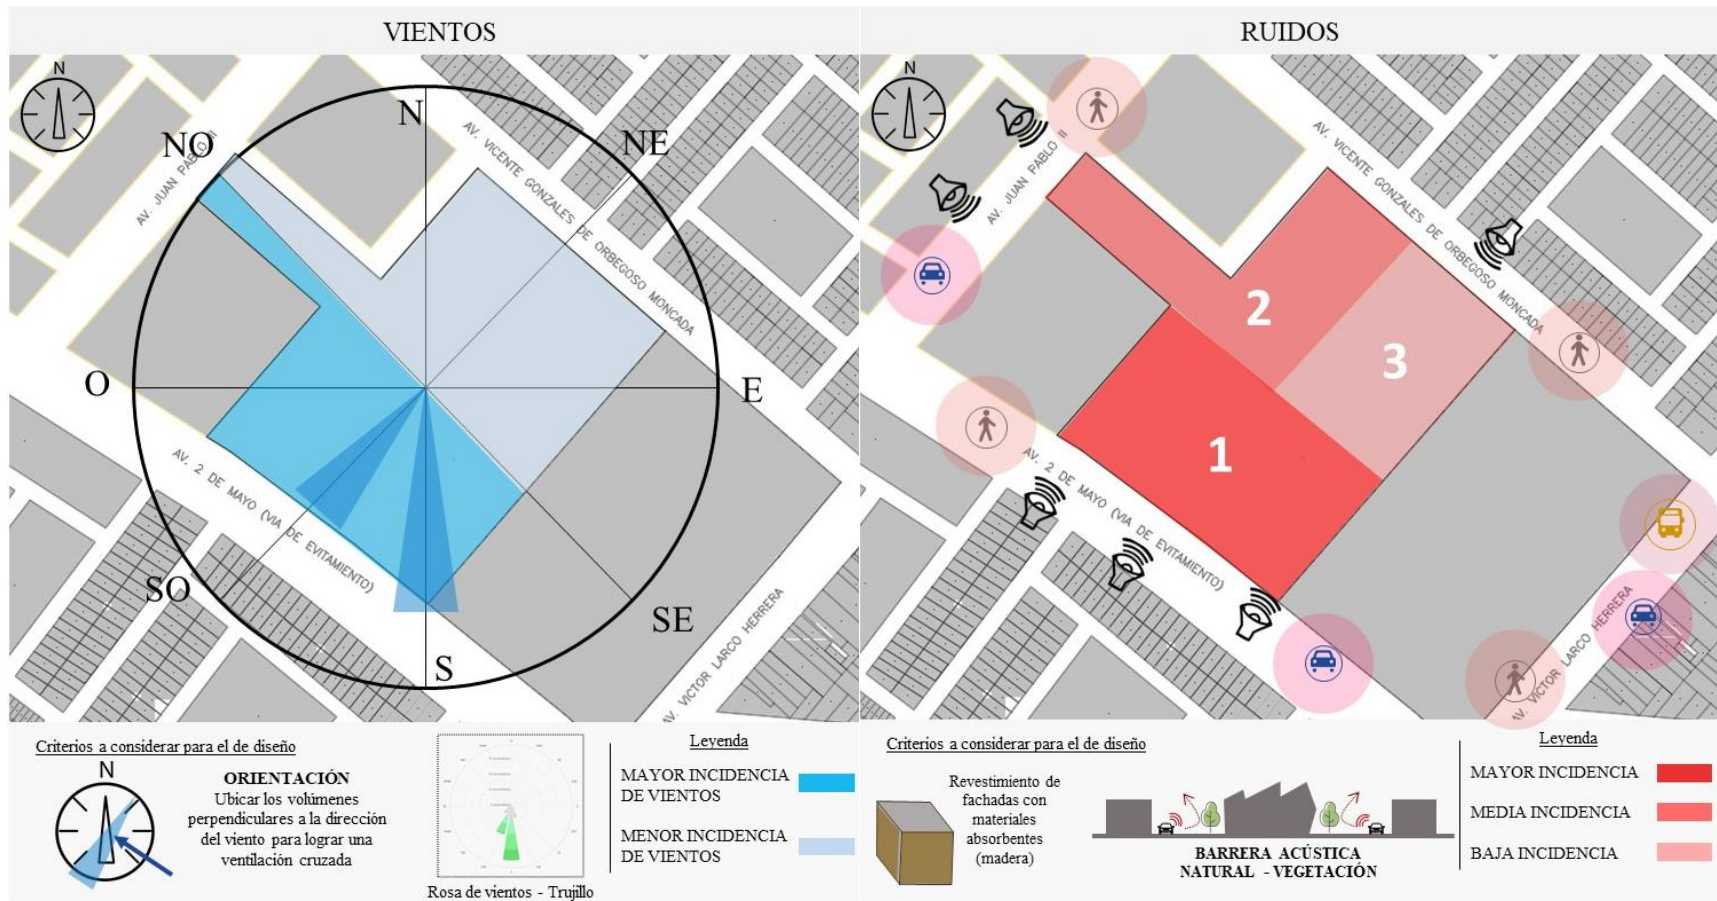 VIENTOS
N
N
NO
NE
AV. JUAN PABLO II
AV. VICENTE GONZALES DE ORBEGOSO MONCADA
O
E
AV. 2 DE MAYO (VIA DE EVITAMIENTO)
SO
SE
S
AV. VICTOR LARCO HERRERA
Criterios a considerar para el de diseño
N
ORIENTACIÓN
Ubicar los volúmenes
perpendiculares a la dirección
del viento para lograr una
ventilación cruzada
Rosa de vientos - Trujillo
Leyenda
MAYOR INCIDENCIA
DE VIENTOS
MENOR INCIDENCIA
DE VIENTOS
RUIDOS
N
AV. JUAN PABLO II
AV. VICENTE GONZALES DE ORBEGOSO MONCADA
2
3
1
AV. 2 DE MAYO (VIA DE EVITAMIENTO)
AV. VICTOR LARCO HERRERA
Criterios a considerar para el de diseño
Revestimiento de
fachadas con
materiales
absorbentes
(madera)
BARRERA ACÚSTICA
NATURAL - VEGETACIÓN
Leyenda
MAYOR INCIDENCIA
MEDIA INCIDENCIA
BAJA INCIDENCIA